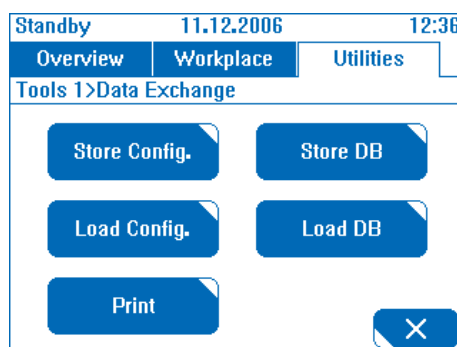 Standby 11.12.2006 12:36
Overview Workplace Utilities
Tools 1>Data Exchange
Store Config. Store DB
Load Config. Load DB
Print